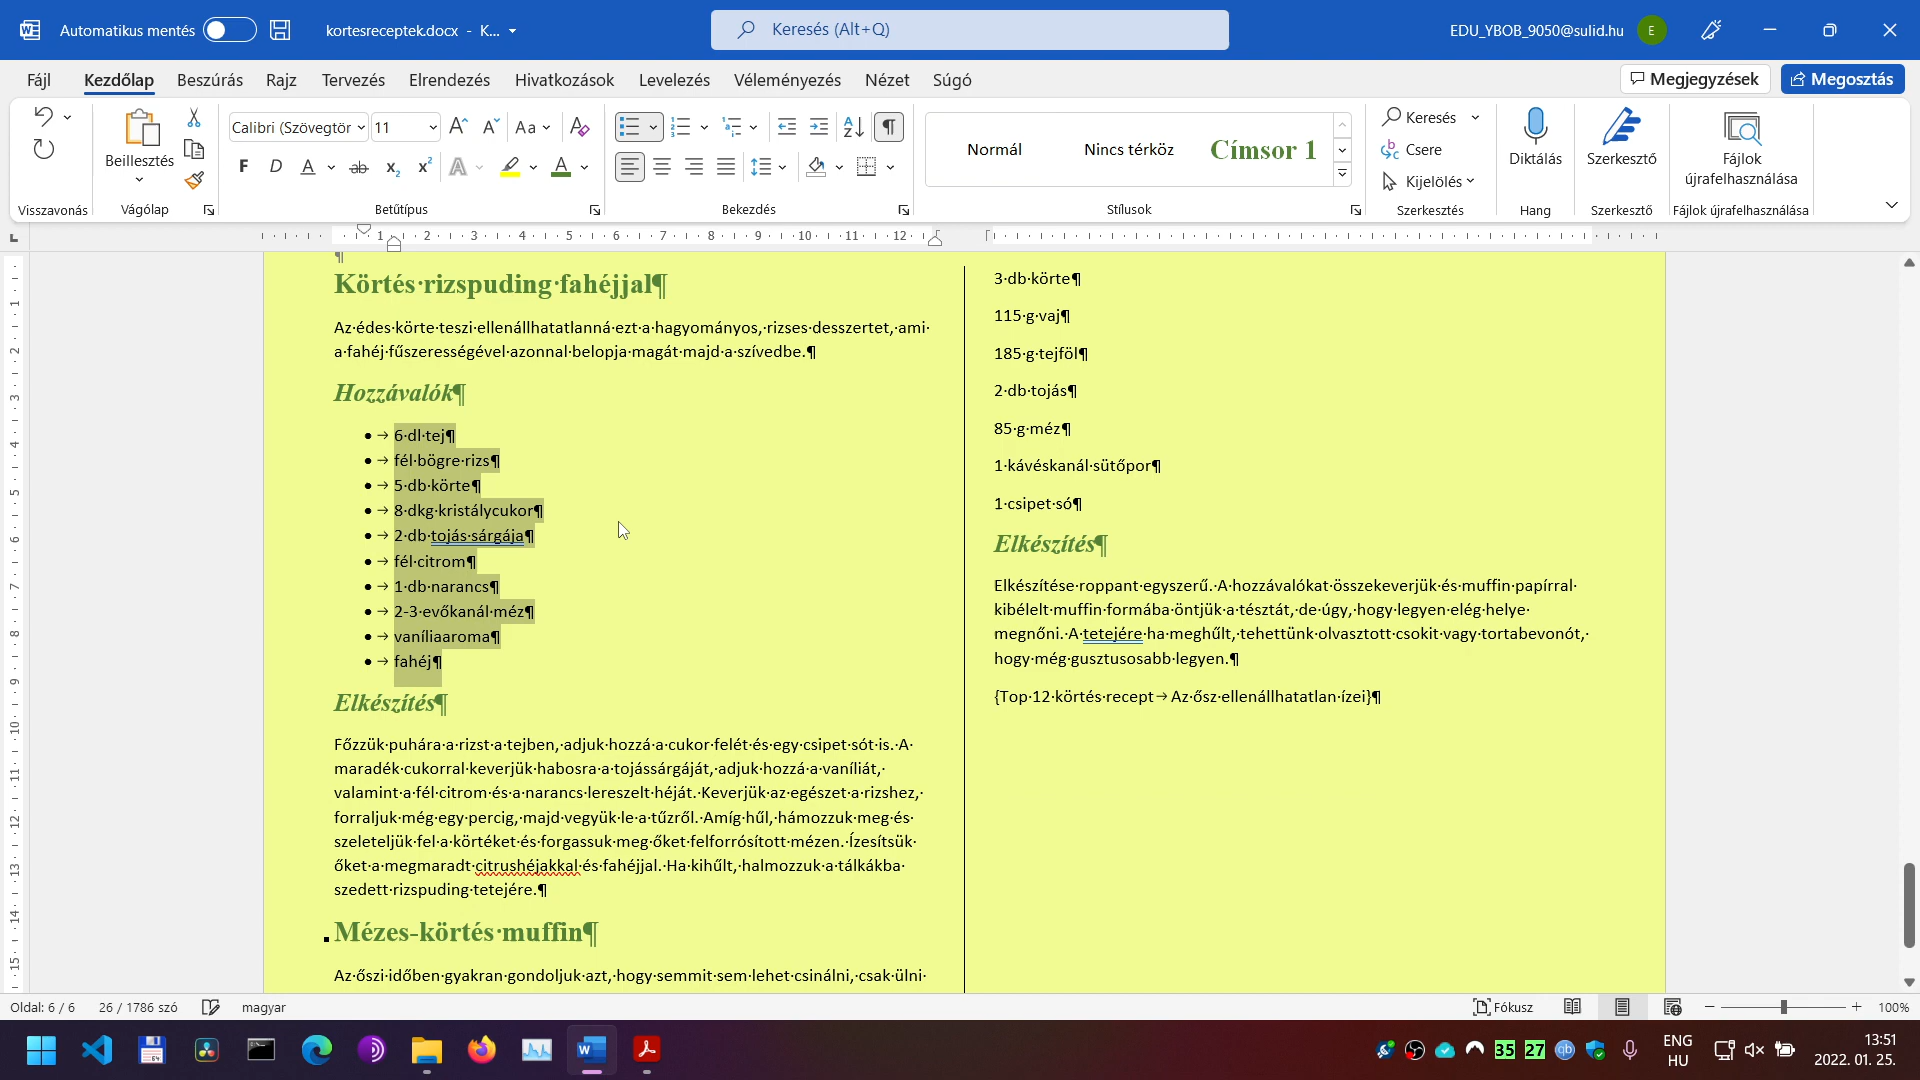 Automatikus mentés
kortesreceptek.docx - K...
Keresés (Alt+Q)
EDU_YBOB_9050@sulid.hu
E
Fájl
Kezdőlap
Beszúrás
Rajz
Tervezés
Elrendezés
Hivatkozások
Levelezés
Véleményezés
Nézet
Súgó
Megjegyzések
Megosztás
Beillesztés
Calibri (Szövegtör
11
Normál
Nincs térköz
Címsor 1
Keresés
Csere
Kijelölés
Diktálás
Szerkesztő
Fájlok
újrafelhasználása
Visszavonás
Vágólap
Betűtípus
Bekezdés
Stílusok
Szerkesztés
Hang
Szerkesztő
Fájlok újrafelhasználása
Körtés·rizspuding·fahéjjal¶
Az·édes·körte·teszi·ellenállhatatlanná·ezt·a·hagyományos,·rizses·desszertet,·ami·
a·fahéj·fűszerességével·azonnal·belopja·magát·majd·a·szívedbe.¶
Hozzávalók¶
6·dl·tej¶
fél·bögre·rizs¶
5·db·körte¶
8·dkg·kristálycukor¶
2·db·tojás·sárgája¶
fél·citrom¶
1·db·narancs¶
2-3·evőkanál·méz¶
vaníliaaroma¶
fahéj¶
Elkészítés¶
Főzzük·puhára·a·rizst·a·tejben,·adjuk·hozzá·a·cukor·felét·és·egy·csipet·sót·is.·A·
maradék·cukorral·keverjük·habosra·a·tojássárgáját,·adjuk·hozzá·a·vaníliát,·
valamint·a·fél·citrom·és·a·narancs·lereszelt·héját.·Keverjük·az·egészet·a·rizshez,·
forraljuk·még·egy·percig,·majd·vegyük·le·a·tűzről.·Amíg·hűl,·hámozzuk·meg·és·
szeleteljük·fel·a·körtéket·és·forgassuk·meg·őket·felforrósított·mézen.·Ízesítsük·
őket·a·megmaradt·citrushéjakkal·és·fahéjjal.·Ha·kihűlt,·halmozzuk·a·tálkákba·
szedett·rizspuding·tetejére.¶
Mézes-körtés·muffin¶
Az·őszi·időben·gyakran·gondoljuk·azt,·hogy·semmit·sem·lehet·csinálni,·csak·ülni·
3·db·körte¶
115·g·vaj¶
185·g·tejföl¶
2·db·tojás¶
85·g·méz¶
1·kávéskanál·sütőpor¶
1·csipet·só¶
Elkészítés¶
Elkészítése·roppant·egyszerű.·A·hozzávalókat·összekeverjük·és·muffin·papírral·
kibélelt·muffin·formába·öntjük·a·tésztát,·de·úgy,·hogy·legyen·elég·helye·
megnőni.·A·tetejére·ha·meghűlt,·tehettünk·olvasztott·csokit·vagy·tortabevonót,·
hogy·még·gusztusosabb·legyen.¶
{Top·12·körtés·recept→Az·ősz·ellenállhatatlan·ízei}¶
Oldal: 6 / 6
26 / 1786 szó
magyar
Fókusz
100%
35
27
ENG
HU
13:51
2022. 01. 25.